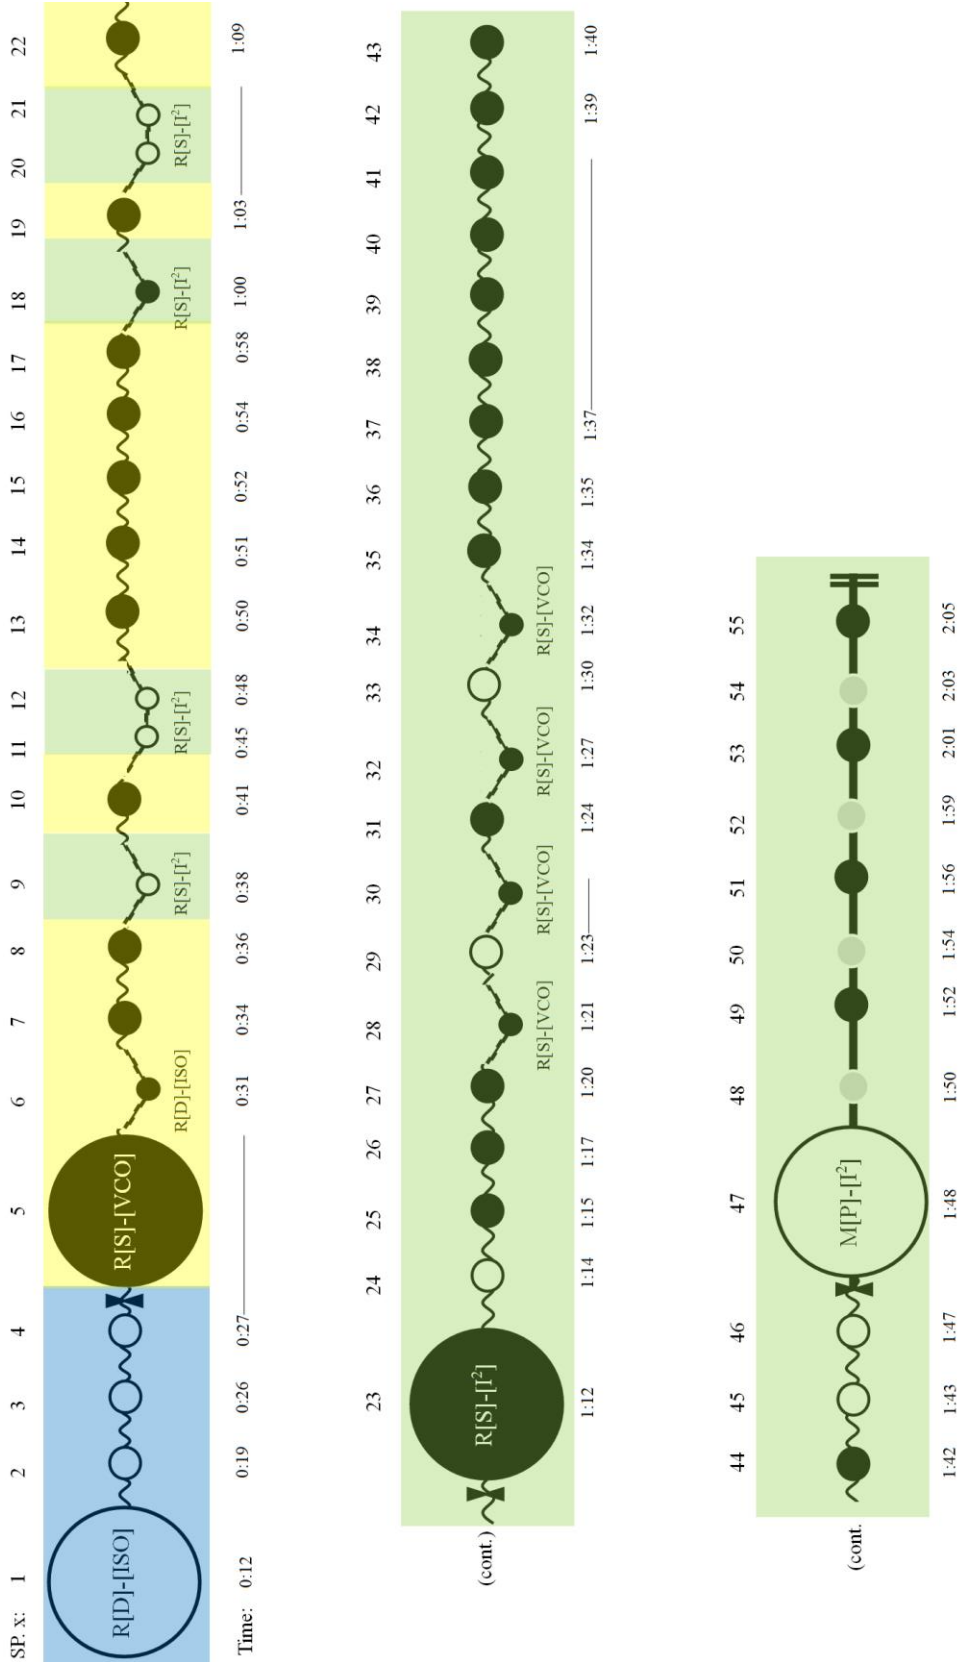 SP. x: 1 2 3 4 5 6 7 8 9 10 11 12 13 14 15 16 17 18 19 20 21 22
R[D]-[ISO] R[S]-[VCO]
R[D]-[ISO] R[S]-[I²] R[S]-[I²] R[S]-[I²] R[S]-[I²]
Time: 0:12 0:19 0:26 0:27 0:31 0:34 0:36 0:38 0:41 0:45 0:48 0:50 0:51 0:52 0:54 0:58 1:00 1:03 1:09
23 24 25 26 27 28 29 30 31 32 33 34 35 36 37 38 39 40 41 42 43
(cont.) R[S]-[I²]
R[S]-[VCO] R[S]-[VCO] R[S]-[VCO] R[S]-[VCO]
1:12 1:14 1:15 1:17 1:20 1:21 1:23 1:24 1:27 1:30 1:32 1:34 1:35 1:37 1:39 1:40
44 45 46 47 48 49 50 51 52 53 54 55
(cont. M[P]-[I²]
1:42 1:43 1:47 1:48 1:50 1:52 1:54 1:56 1:59 2:01 2:03 2:05